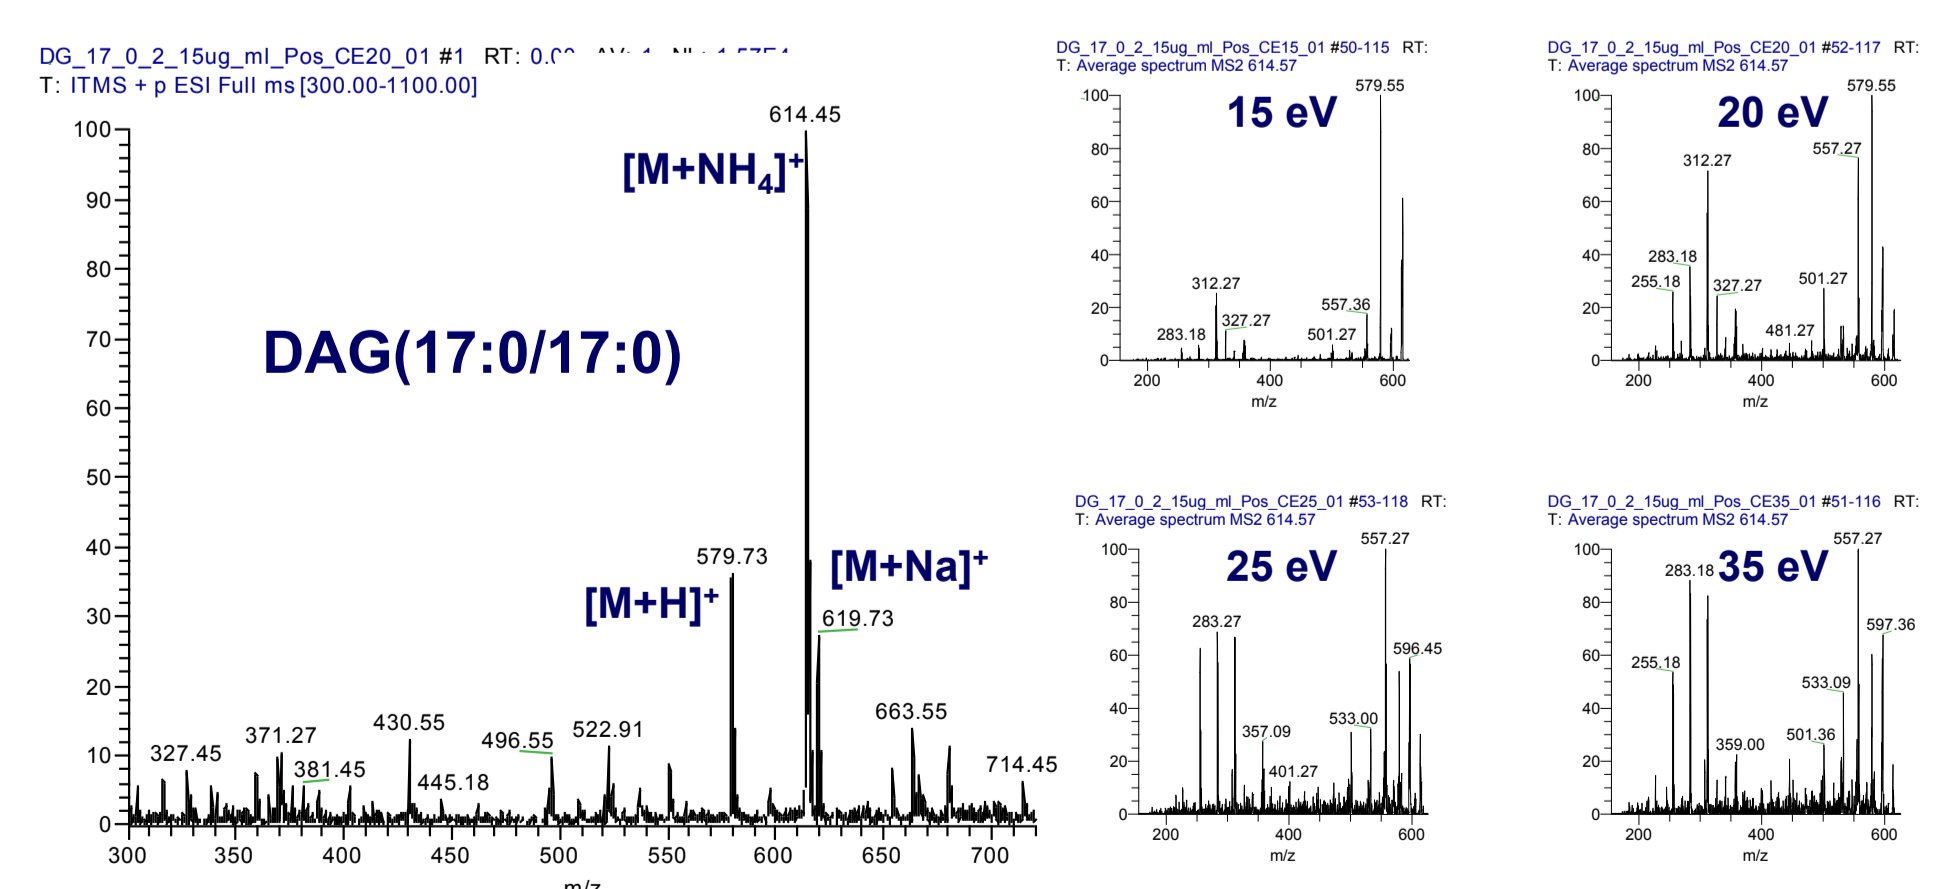 DG_17_0_2_15ug_ml_Pos_CE20_01 #1 RT:
T: ITMS + p ESI Full ms [300.00-1100.00]
614.45
100
[M+NH4]+
90
80
70
DAG(17:0/17:0)
60
50
40
579.73
[M+Na]+
[M+H]+
30
619.73
20
663.55
430.55
522.91
371.27
496.55
327.45
10
714.45
381.45
445.18
0
300 350 400 450 500 550 600 650 700
m/z
DG_17_0_2_15ug_ml_Pos_CE15_01 #50-115 RT:
T: Average spectrum MS2 614.57
579.55
100
15 eV
80
60
40
312.27
557.36
20
327.27
283.18
501.27
0
200 400 600
m/z
DG_17_0_2_15ug_ml_Pos_CE20_01 #52-117 RT:
T: Average spectrum MS2 614.57
579.55
100
20 eV
80
557.27
312.27
60
40
283.18
255.18
327.27
501.27
20
481.27
0
200 400 600
m/z
DG_17_0_2_15ug_ml_Pos_CE25_01 #53-118 RT:
T: Average spectrum MS2 614.57
557.27
100
25 eV
80
283.27
60
596.45
40
533.00
357.09
20
401.27
0
200 400 600
m/z
DG_17_0_2_15ug_ml_Pos_CE35_01 #51-116 RT:
T: Average spectrum MS2 614.57
557.27
100
283.18
35 eV
80
597.36
60
255.18
533.09
40
501.36
359.00
20
0
200 400 600
m/z